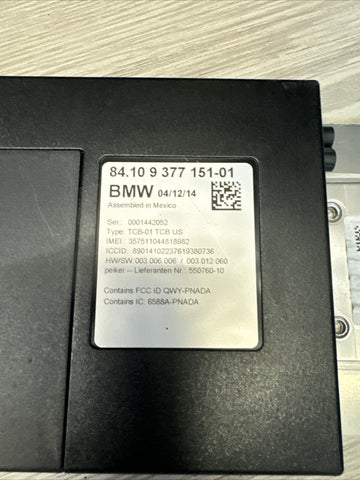 84.10 9 377 151-01
BMW 04/12/14
Assembled in Mexico
Ser.: 0001442052
Type: TCB-01 TCB US
IMEI: 357511044818982
ICCID: 89014102237619380736
HW/SW: 003.006.006 / 003.012.060
peiker – Lieferanten Nr.: 550760-10
Contains FCC ID QWY-PNADA
Contains IC: 6588A-PNADA